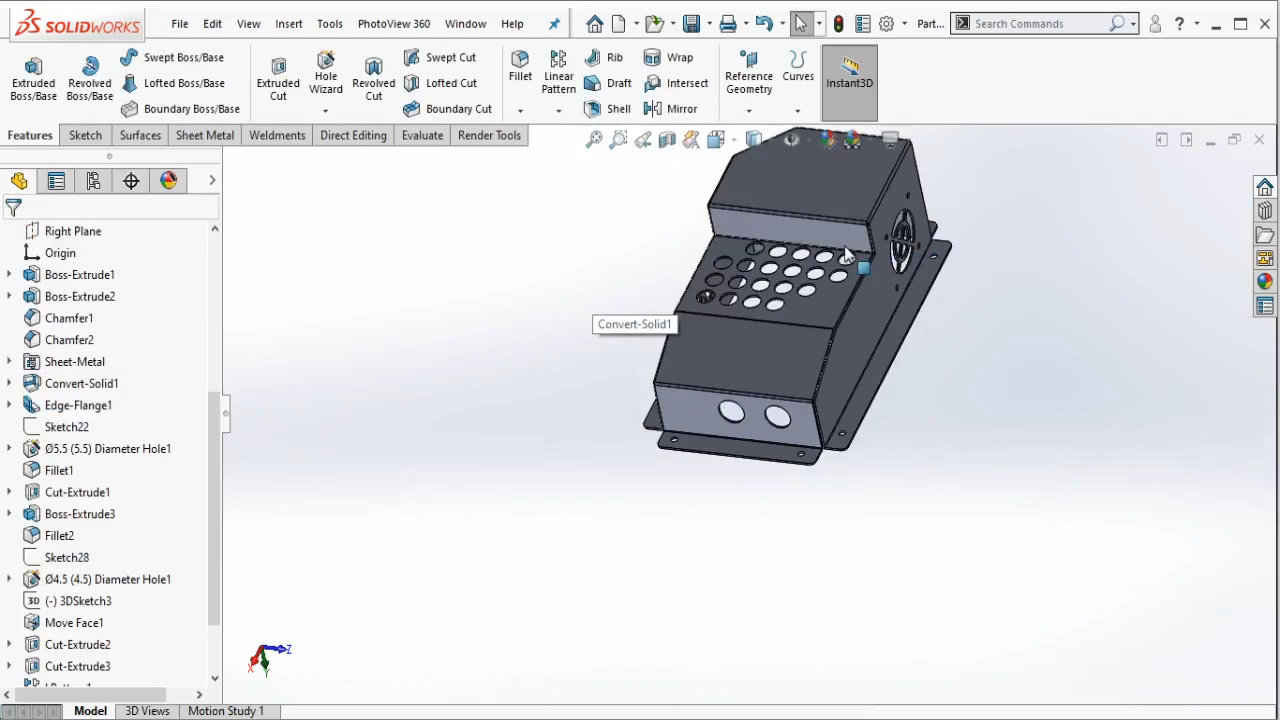 SOLIDWORKS
File Edit View Insert Tools PhotoView 360 Window Help
Part... Search Commands
Extruded Boss/Base
Revolved Boss/Base
Swept Boss/Base
Lofted Boss/Base
Boundary Boss/Base
Extruded Cut
Hole Wizard
Revolved Cut
Swept Cut
Lofted Cut
Boundary Cut
Fillet
Linear Pattern
Rib
Draft
Shell
Wrap
Intersect
Mirror
Reference Geometry
Curves
Instant3D
Features Sketch Surfaces Sheet Metal Weldments Direct Editing Evaluate Render Tools
Right Plane
Origin
Boss-Extrude1
Boss-Extrude2
Chamfer1
Chamfer2
Sheet-Metal
Convert-Solid1
Edge-Flange1
Sketch22
Ø5.5 (5.5) Diameter Hole1
Fillet1
Cut-Extrude1
Boss-Extrude3
Fillet2
Sketch28
Ø4.5 (4.5) Diameter Hole1
3D (-) 3DSketch3
Move Face1
Cut-Extrude2
Cut-Extrude3
Convert-Solid1
X Y Z
Model 3D Views Motion Study 1